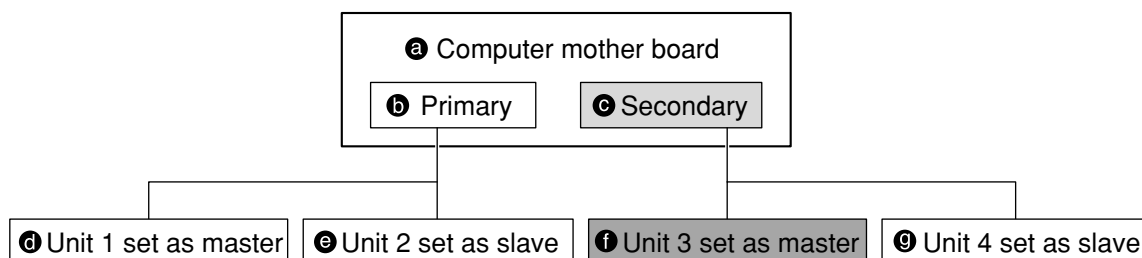 ⓐ Computer mother board
ⓑ Primary
ⓒ Secondary
ⓓ Unit 1 set as master
ⓔ Unit 2 set as slave
ⓕ Unit 3 set as master
ⓖ Unit 4 set as slave